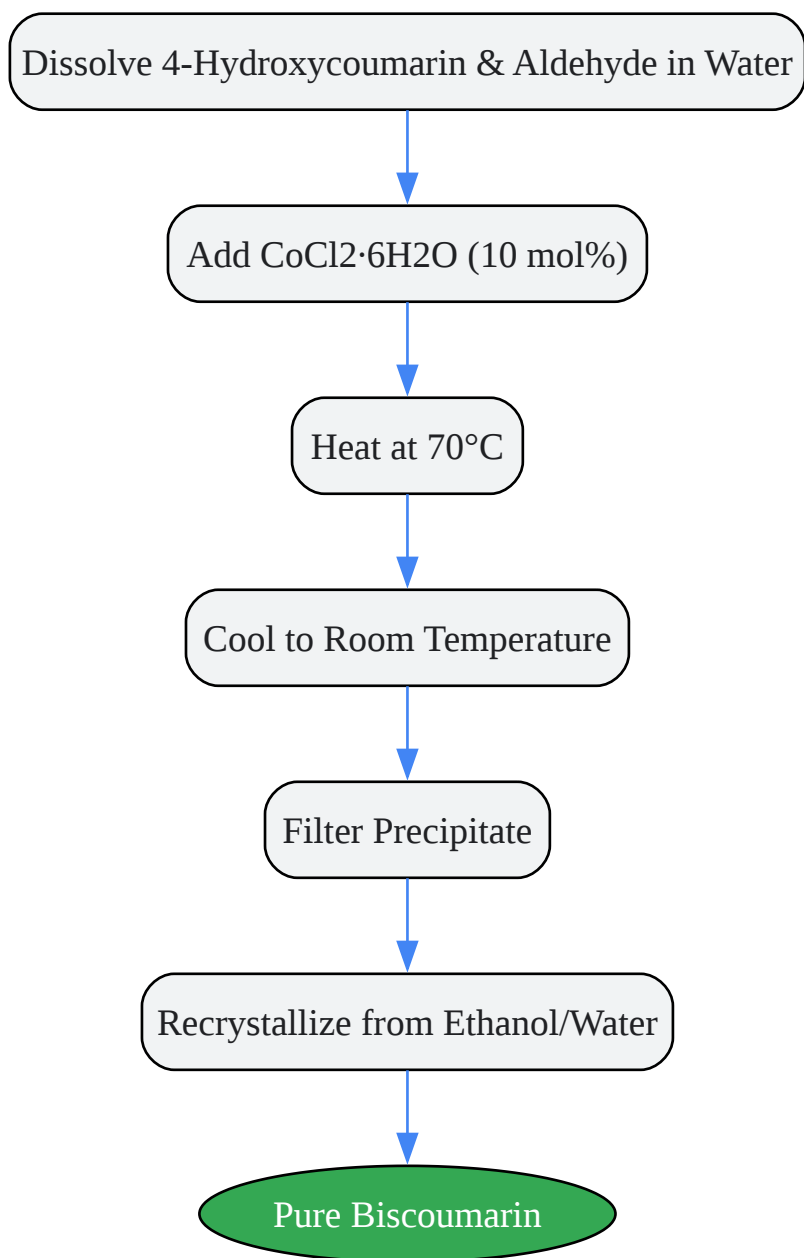 Dissolve 4-Hydroxycoumarin & Aldehyde in Water
Add CoCl2·6H2O (10 mol%)
Heat at 70°C
Cool to Room Temperature
Filter Precipitate
Recrystallize from Ethanol/Water
Pure Biscoumarin